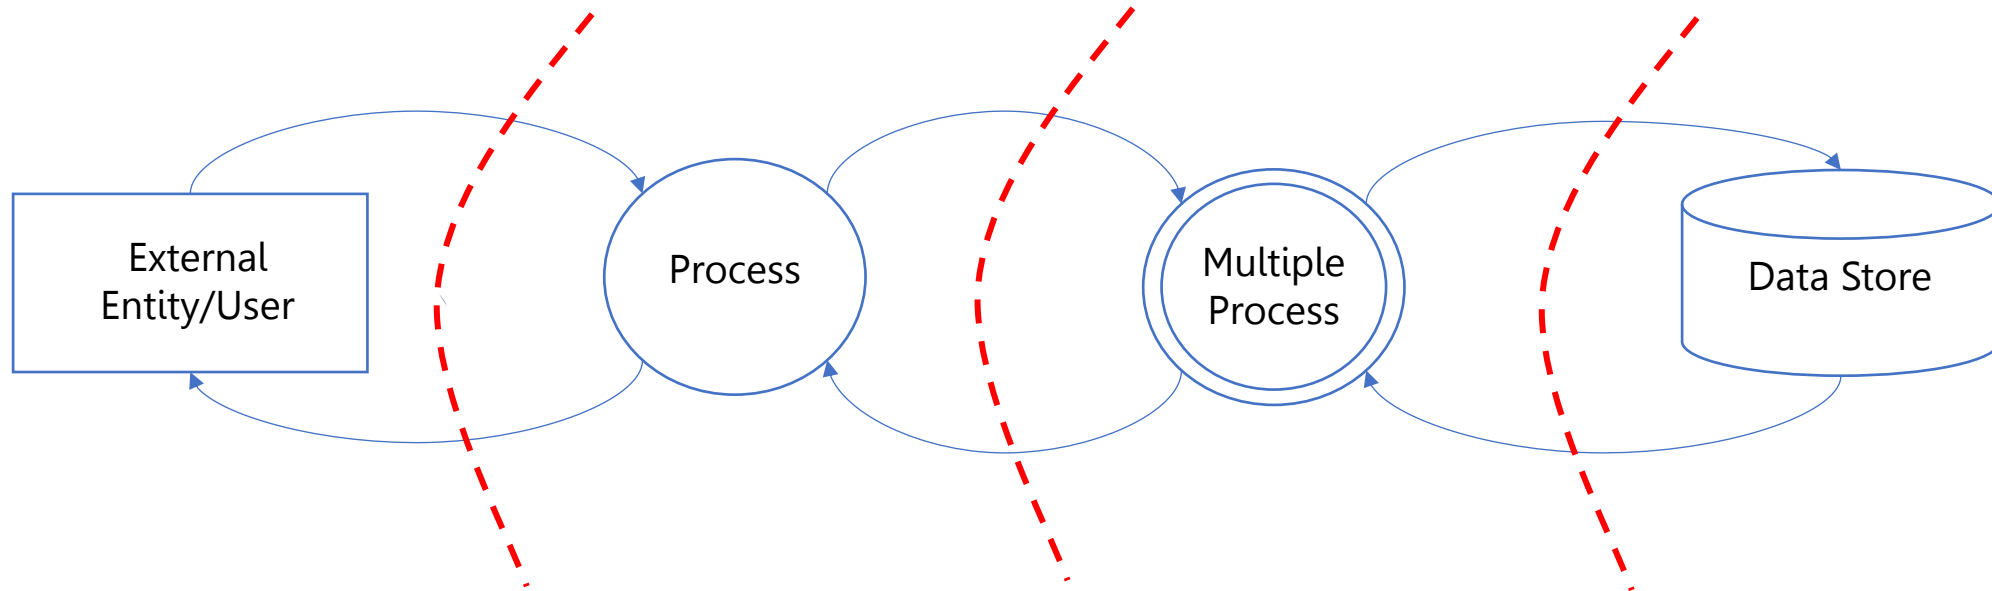 External
Entity/User
Process
Multiple
Process
Data Store